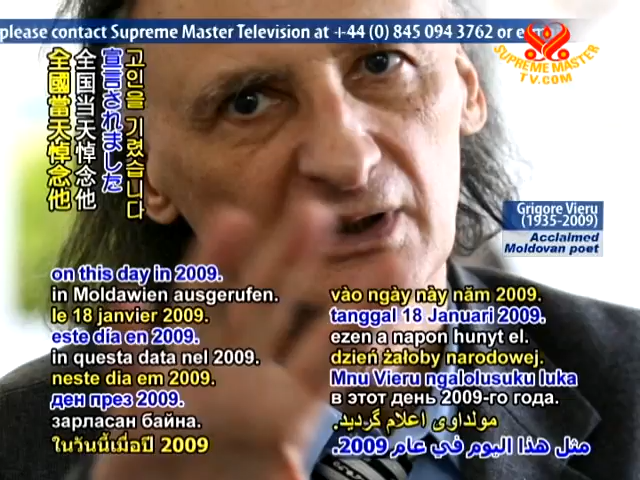 please contact Supreme Master Television at +44 (0) 845 094 3762 or e
SUPREME MASTER
TV.COM
고인을 기렸습니다
宣言されました
全国当天悼念他
全國當天悼念他
Grigore Vieru
(1935-2009)
Acclaimed
Moldovan poet
on this day in 2009.
in Moldawien ausgerufen.
le 18 janvier 2009.
este día en 2009.
in questa data nel 2009.
neste dia em 2009.
ден през 2009.
зарласан байна.
ในวันนี้เมื่อปี 2009
vào ngày này năm 2009.
tanggal 18 Januari 2009.
ezen a napon hunyt el.
dzień żałoby narodowej.
Mnu Vieru ngalolusuku luka
в этот день 2009-го года.
مولداوی اعلام گردید.
مثل هذا اليوم في عام 2009.